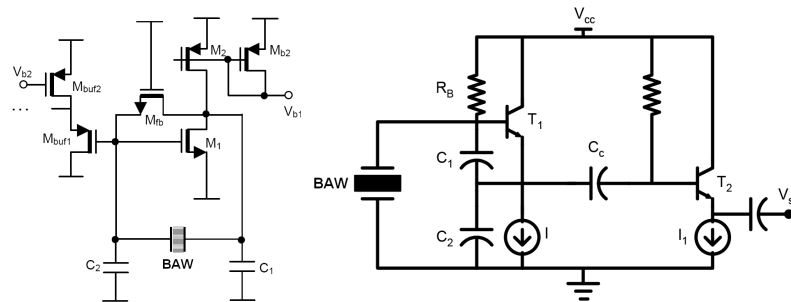 M2
Mb2
Vb2
Mbuf2
...
Vb1
Mfb
Mbuf1
M1
C2
BAW
C1
Vcc
RB
T1
C1
Cc
BAW
T2
Vs
C2
I
I1